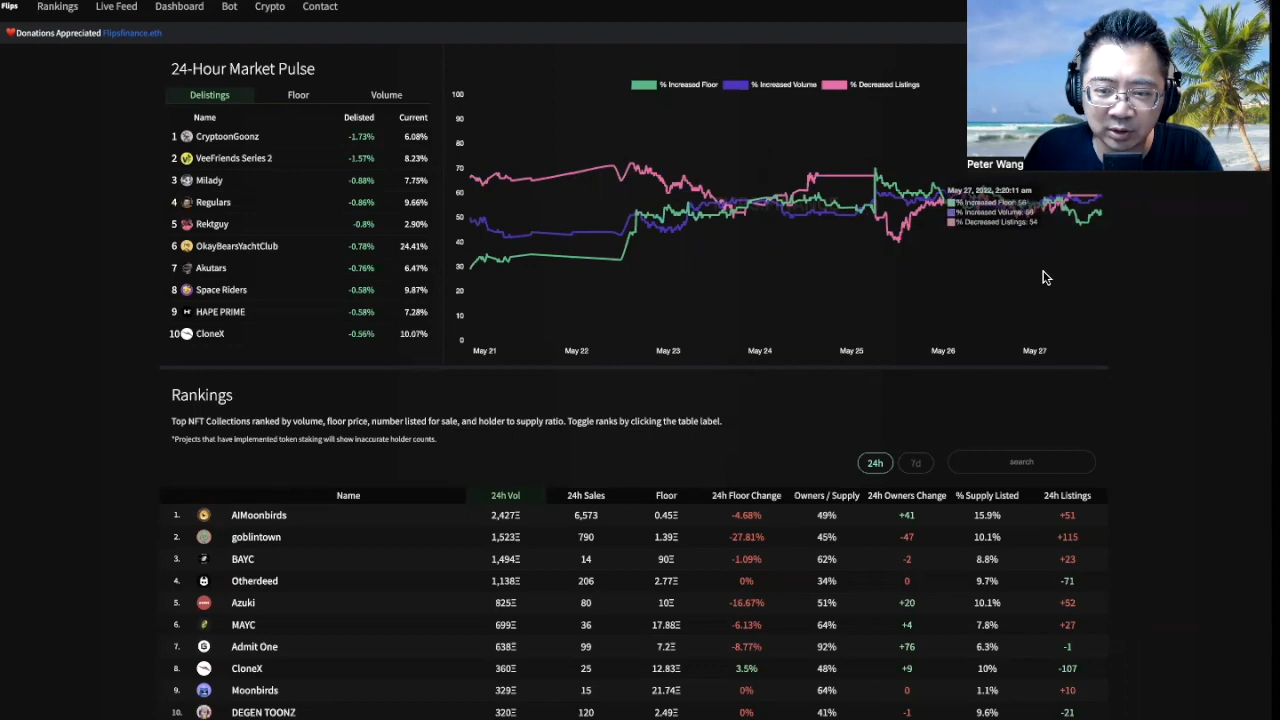 Flips Rankings Live Feed Dashboard Bot Crypto Contact
❤️Donations Appreciated Flipsfinance.eth
24-Hour Market Pulse
Delistings Floor Volume
Name Delisted Current
1 CryptoonGoonz -1.73% 6.08%
2 VeeFriends Series 2 -1.57% 8.23%
3 Milady -0.88% 7.75%
4 Regulars -0.86% 9.66%
5 Rektguy -0.8% 2.90%
6 OkayBearsYachtClub -0.78% 24.41%
7 Akutars -0.76% 6.47%
8 Space Riders -0.58% 9.87%
9 HAPE PRIME -0.58% 7.28%
10 CloneX -0.56% 10.07%
% Increased Floor % Increased Volume % Decreased Listings
100
90
80
70
60
50
40
30
20
10
0
May 21 May 22 May 23 May 24 May 25 May 26 May 27
Peter Wang
May 27, 2022, 2:20:11 am
% Increased Floor: 56
% Increased Volume:
% Decreased Listings: 54
Rankings
Top NFT Collections ranked by volume, floor price, number listed for sale, and holder to supply ratio. Toggle ranks by clicking the table label.
*Projects that have implemented token staking will show inaccurate holder counts.
24h 7d search
Name 24h Vol 24h Sales Floor 24h Floor Change Owners / Supply 24h Owners Change % Supply Listed 24h Listings
1. AIMoonbirds 2,427Ξ 6,573 0.45Ξ -4.68% 49% +41 15.9% +51
2. goblintown 1,523Ξ 790 1.39Ξ -27.81% 45% -47 10.1% +115
3. BAYC 1,494Ξ 14 90Ξ -1.09% 62% -2 8.8% +23
4. Otherdeed 1,138Ξ 206 2.77Ξ 0% 34% 0 9.7% -71
5. Azuki 825Ξ 80 10Ξ -16.67% 51% +20 10.1% +52
6. MAYC 699Ξ 36 17.88Ξ -6.13% 64% +4 7.8% +27
7. Admit One 638Ξ 99 7.2Ξ -8.77% 92% +76 6.3% -1
8. CloneX 360Ξ 25 12.83Ξ 3.5% 48% +9 10% -107
9. Moonbirds 329Ξ 15 21.74Ξ 0% 64% 0 1.1% +10
10. DEGEN TOONZ 320Ξ 120 2.49Ξ 0% 41% -1 9.6% -21